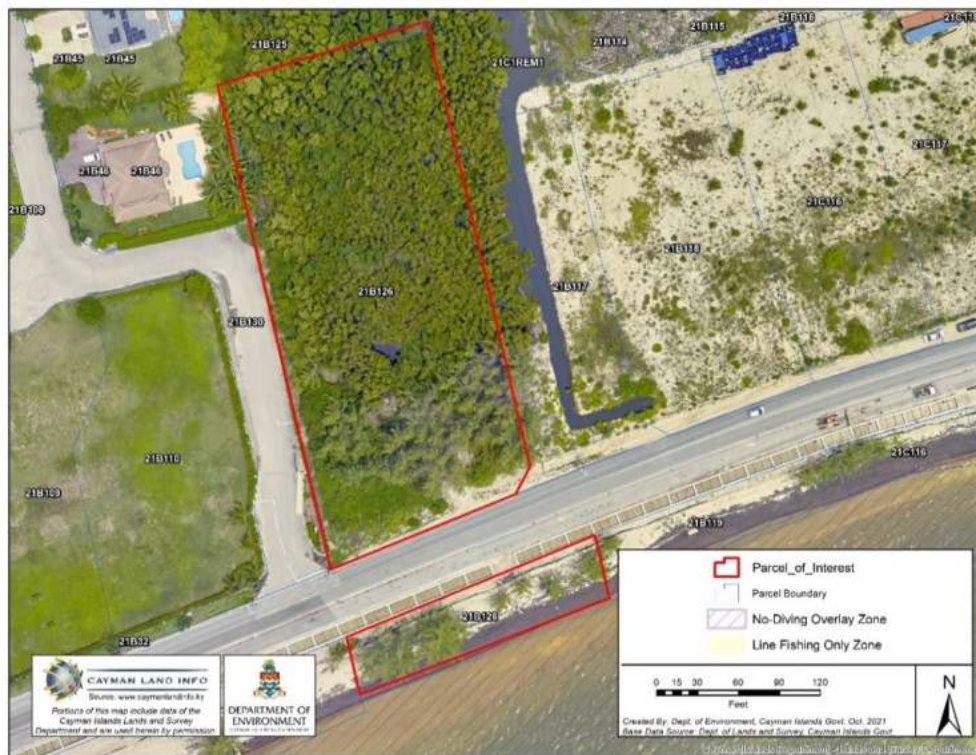 21B125
21B114
21B115
21B116
21C11
21B45
21B45
21C1REM1
21C117
21B46
21B46
21B108
21C118
21B118
21B117
21B126
21B130
21B110
21B109
21C116
21B119
21B128
21B32
Parcel_of_Interest
Parcel Boundary
No-Diving Overlay Zone
Line Fishing Only Zone
0 15 30 60 90 120
Feet
N
Created By: Dept. of Environment, Cayman Islands Govt. Oct. 2021
Base Data Source: Dept. of Lands and Survey, Cayman Islands Govt
CAYMAN LAND INFO
Source: www.caymanlandinfo.ky
Portions of this map include data of the
Cayman Islands Lands and Survey
Department and are used herein by permission
DEPARTMENT OF
ENVIRONMENT